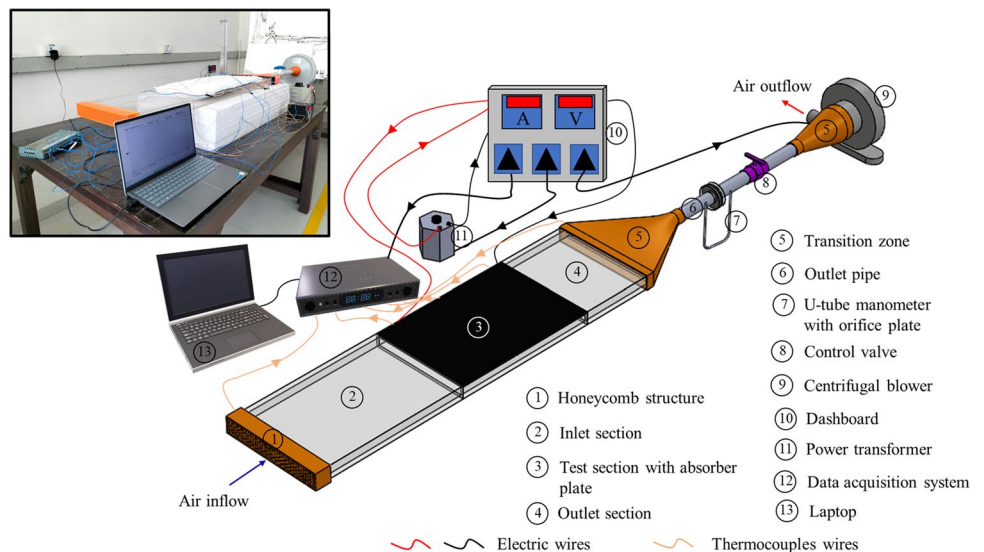 Air outflow
9
5
A
V
10
8
6
7
11
5
12
4
3
13
2
1
Air inflow
1 Honeycomb structure
2 Inlet section
3 Test section with absorber
plate
4 Outlet section
5 Transition zone
6 Outlet pipe
7 U-tube manometer
with orifice plate
8 Control valve
9 Centrifugal blower
10 Dashboard
11 Power transformer
12 Data acquisition system
13 Laptop
Electric wires
Thermocouples wires